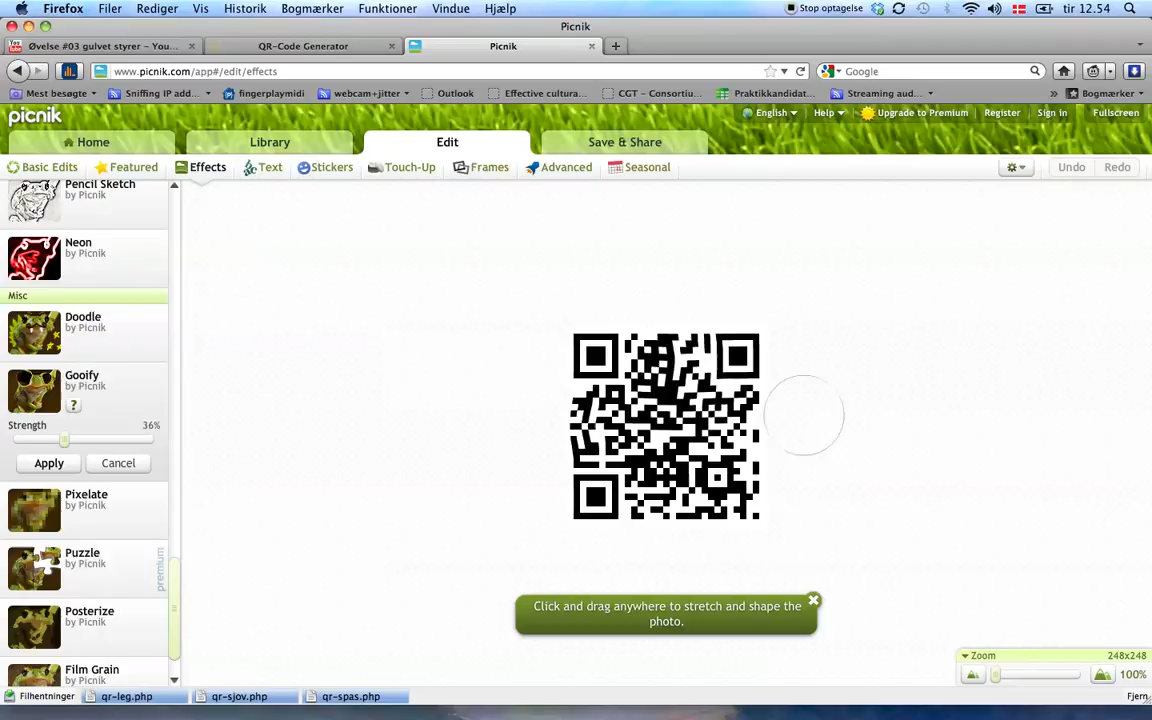 Firefox Filer Rediger Vis Historik Bogmærker Funktioner Vindue Hjælp Stop optagelse tir 12.54
Picnik
Øvelse #03 gulvet styrer – You... QR-Code Generator Picnik
www.picnik.com/app#/edit/effects Google
Mest besøgte Sniffing IP add... fingerplaymidi webcam+jitter Outlook Effective cultura... CGT – Consortiu... Praktikkandidat... Streaming aud... Bogmærker
picnik English Help Upgrade to Premium Register Sign in Fullscreen
Home Library Edit Save & Share
Basic Edits Featured Effects Text Stickers Touch-Up Frames Advanced Seasonal Undo Redo
Pencil Sketch
by Picnik
Neon
by Picnik
Misc
Doodle
by Picnik
Gooify
by Picnik
?
Strength 36%
Apply Cancel
Pixelate
by Picnik
Puzzle
by Picnik
premium
Posterize
by Picnik
Film Grain
by Picnik
Click and drag anywhere to stretch and shape the
photo.
Zoom 248x248
100%
Filhentninger qr-leg.php qr-sjov.php qr-spas.php Fjern